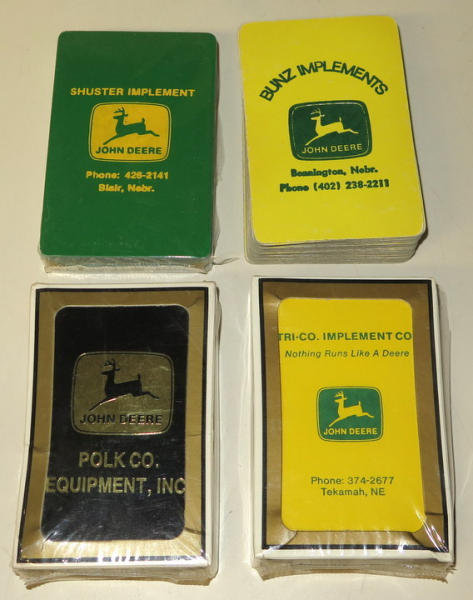 SHUSTER IMPLEMENT
JOHN DEERE
Phone: 426-2141
Blair, Nebr.
BUNZ IMPLEMENTS
JOHN DEERE
Bennington, Nebr.
Phone (402) 238-2211
JOHN DEERE
POLK CO.
EQUIPMENT, INC
TRI-CO. IMPLEMENT CO
Nothing Runs Like A Deere
JOHN DEERE
Phone: 374-2677
Tekamah, NE